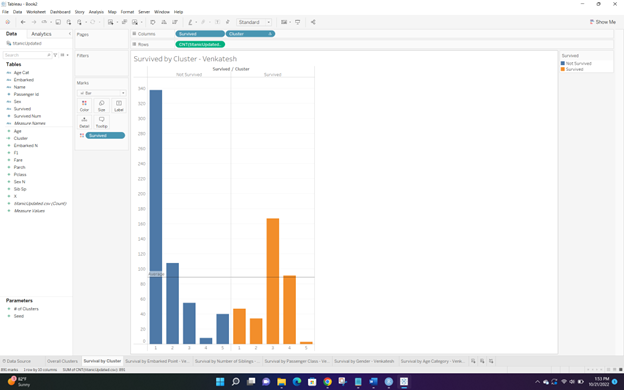 Tableau - Book2
File Data Worksheet Dashboard Story Analysis Map Format Server Window Help
Standard
Show Me
Data Analytics
titanicUpdated
Search
Tables
Age Cat
Embarked
Name
Passenger Id
Sex
Survived
Survived Num
Measure Names
Age
Cluster
Embarked N
F1
Fare
Parch
Pclass
Sex N
Sib Sp
X
titanicUpdated.csv (Count)
Measure Values
Parameters
# of Clusters
Seed
Pages
Filters
Marks
Bar
Color Size Label
Detail Tooltip
Survived
Columns Survived Cluster
Rows CNT(titanicUpdated...
Survived by Cluster - Venkatesh
Survived / Cluster
Not Survived Survived
340
320
300
280
260
240
220
200
180
160
140
120
100
80
60
40
20
0
Average
1 2 3 4 5 1 2 3 4 5
Survived
Not Survived
Survived
Data Source Overall Clusters Survived by Cluster Survived by Embarked Point - Ve... Survived by Number of Siblings - ... Survived by Passenger Class - Ve... Survived by Gender - Venkatesh Survived by Age Category - Venk...
891 marks 1 row by 10 columns SUM of CNT(titanicUpdated.csv): 891
82°F
Sunny
1:53 PM
10/21/2022